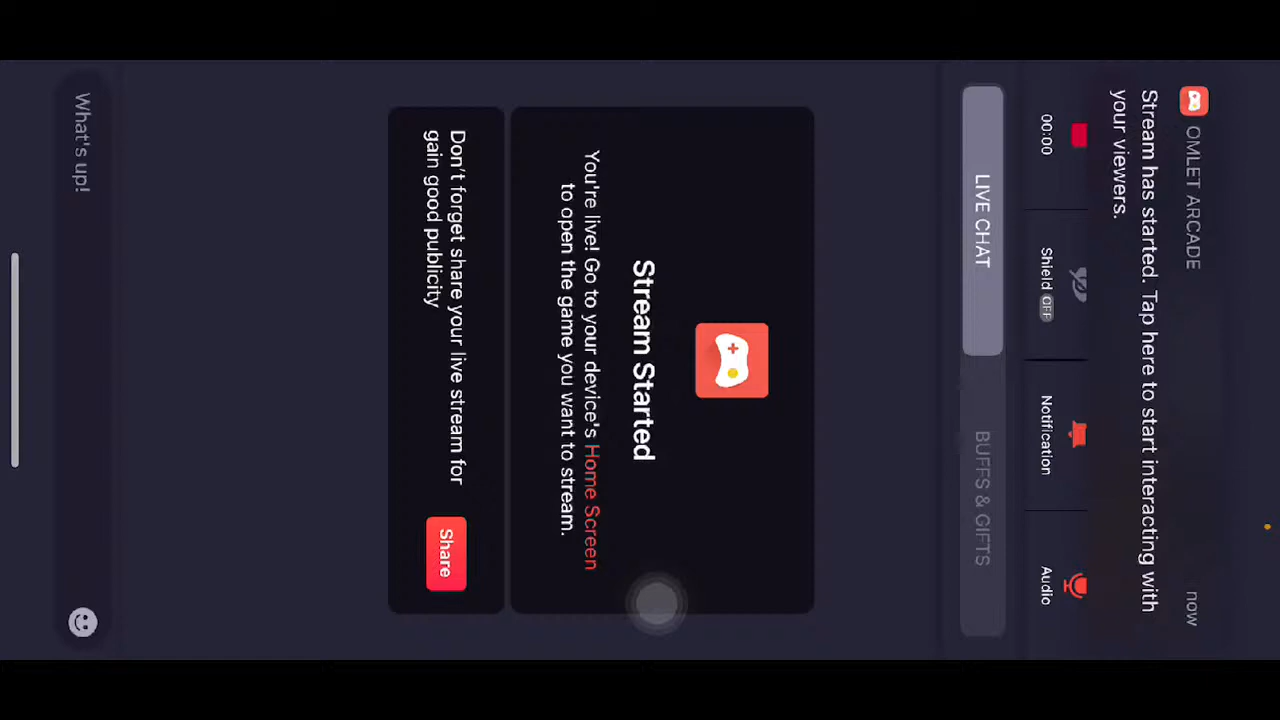 OMLET ARCADE
now
Stream has started. Tap here to start interacting with
your viewers.
00:00
Shield OFF
Notification
Audio
LIVE CHAT
BUFFS & GIFTS
Stream Started
You're live! Go to your device's Home Screen
to open the game you want to stream.
Don't forget share your live stream for
gain good publicity
Share
What's up!